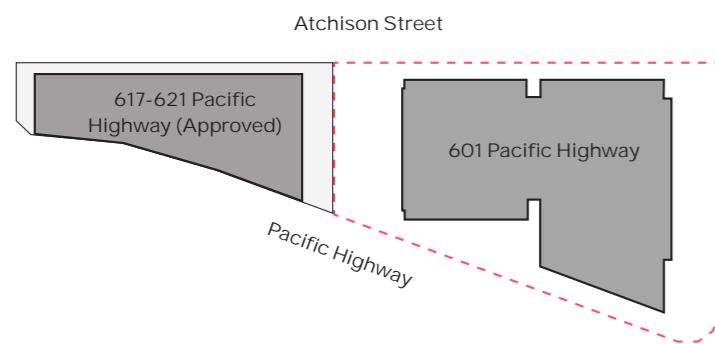 Atchison Street
617-621 Pacific
Highway (Approved)
601 Pacific Highway
Pacific Highway